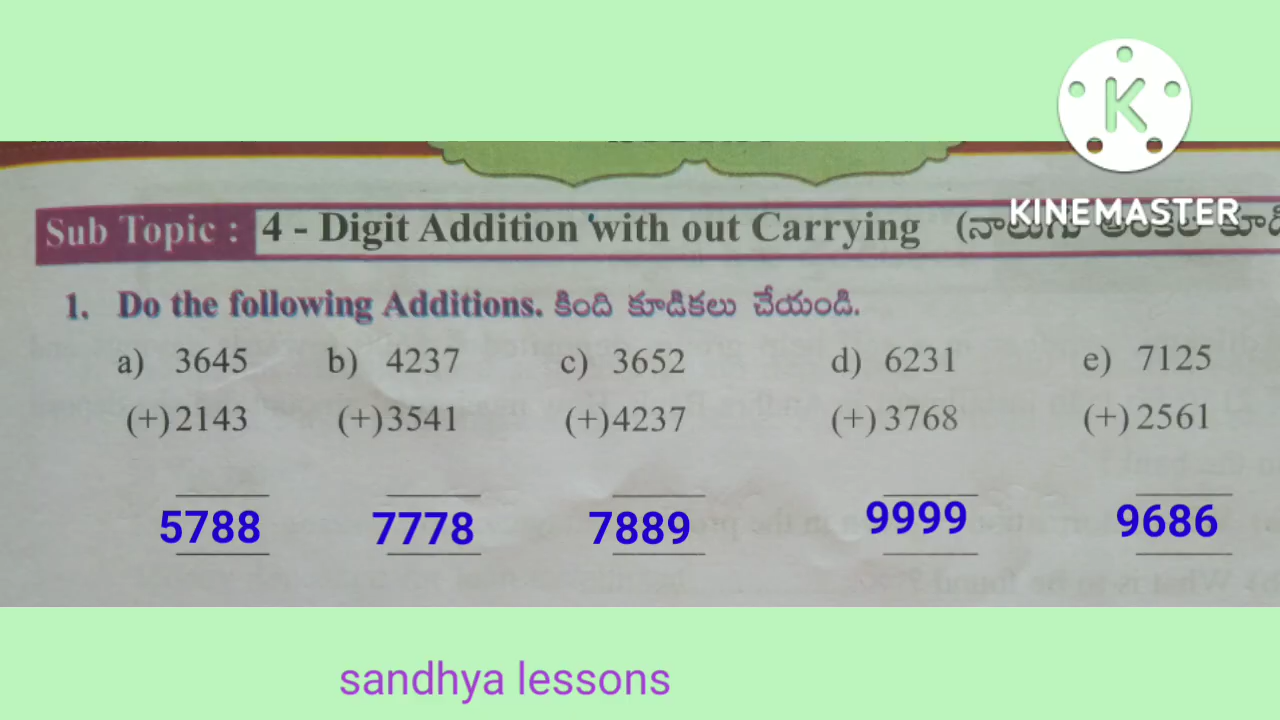 K
KINEMASTER
Sub Topic : 4 - Digit Addition with out Carrying (నాలుగు అంకెల
1. Do the following Additions. కింది కూడికలు చేయండి.
a) 3645 b) 4237 c) 3652 d) 6231 e) 7125
(+)2143 (+)3541 (+)4237 (+)3768 (+)2561
5788 7778 7889 9999 9686
sandhya lessons